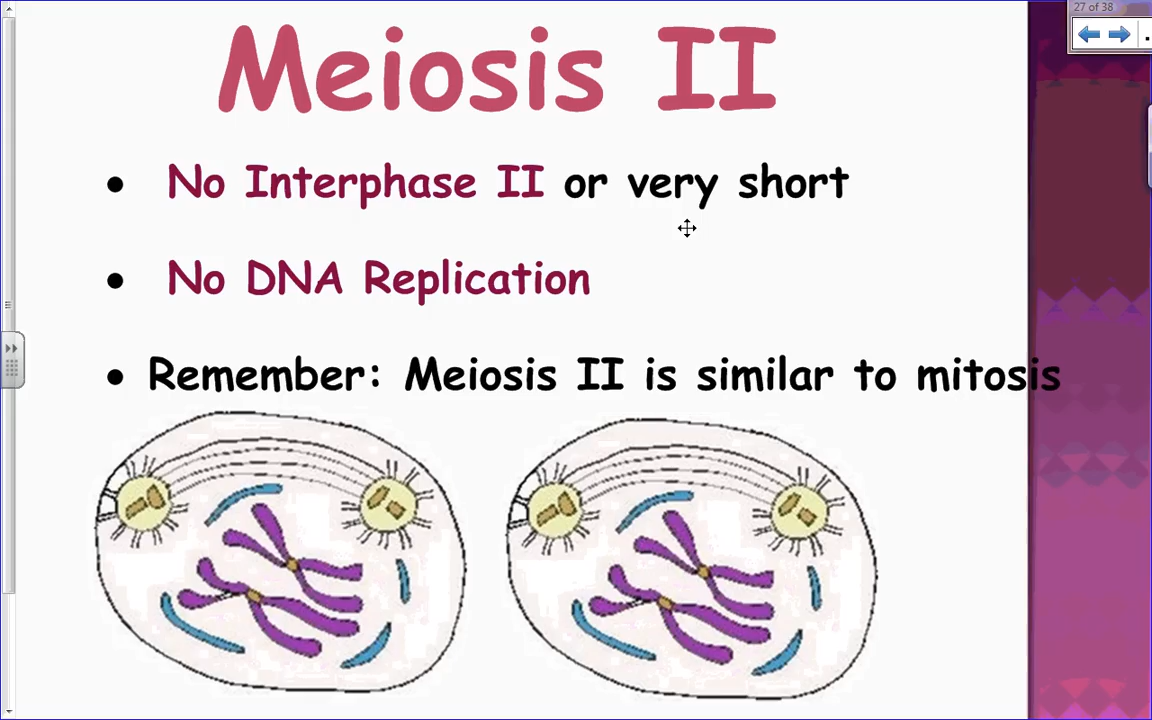 27 of 38
Meiosis II
• No Interphase II or very short
• No DNA Replication
• Remember: Meiosis II is similar to mitosis